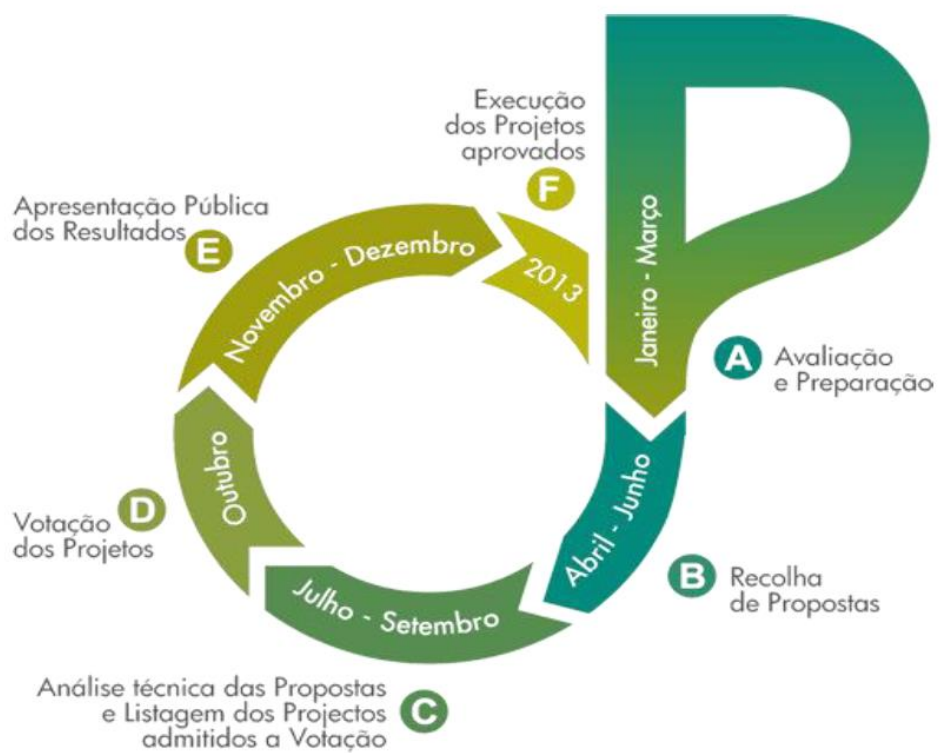 Janeiro - Março
A
Avaliação
e Preparação
Abril - Junho
B
Recolha
de Propostas
Julho - Setembro
C
Análise técnica das Propostas
e Listagem dos Projectos
admitidos a Votação
Outubro
D
Votação
dos Projetos
Novembro - Dezembro
E
Apresentação Pública
dos Resultados
2013
F
Execução
dos Projetos
aprovados